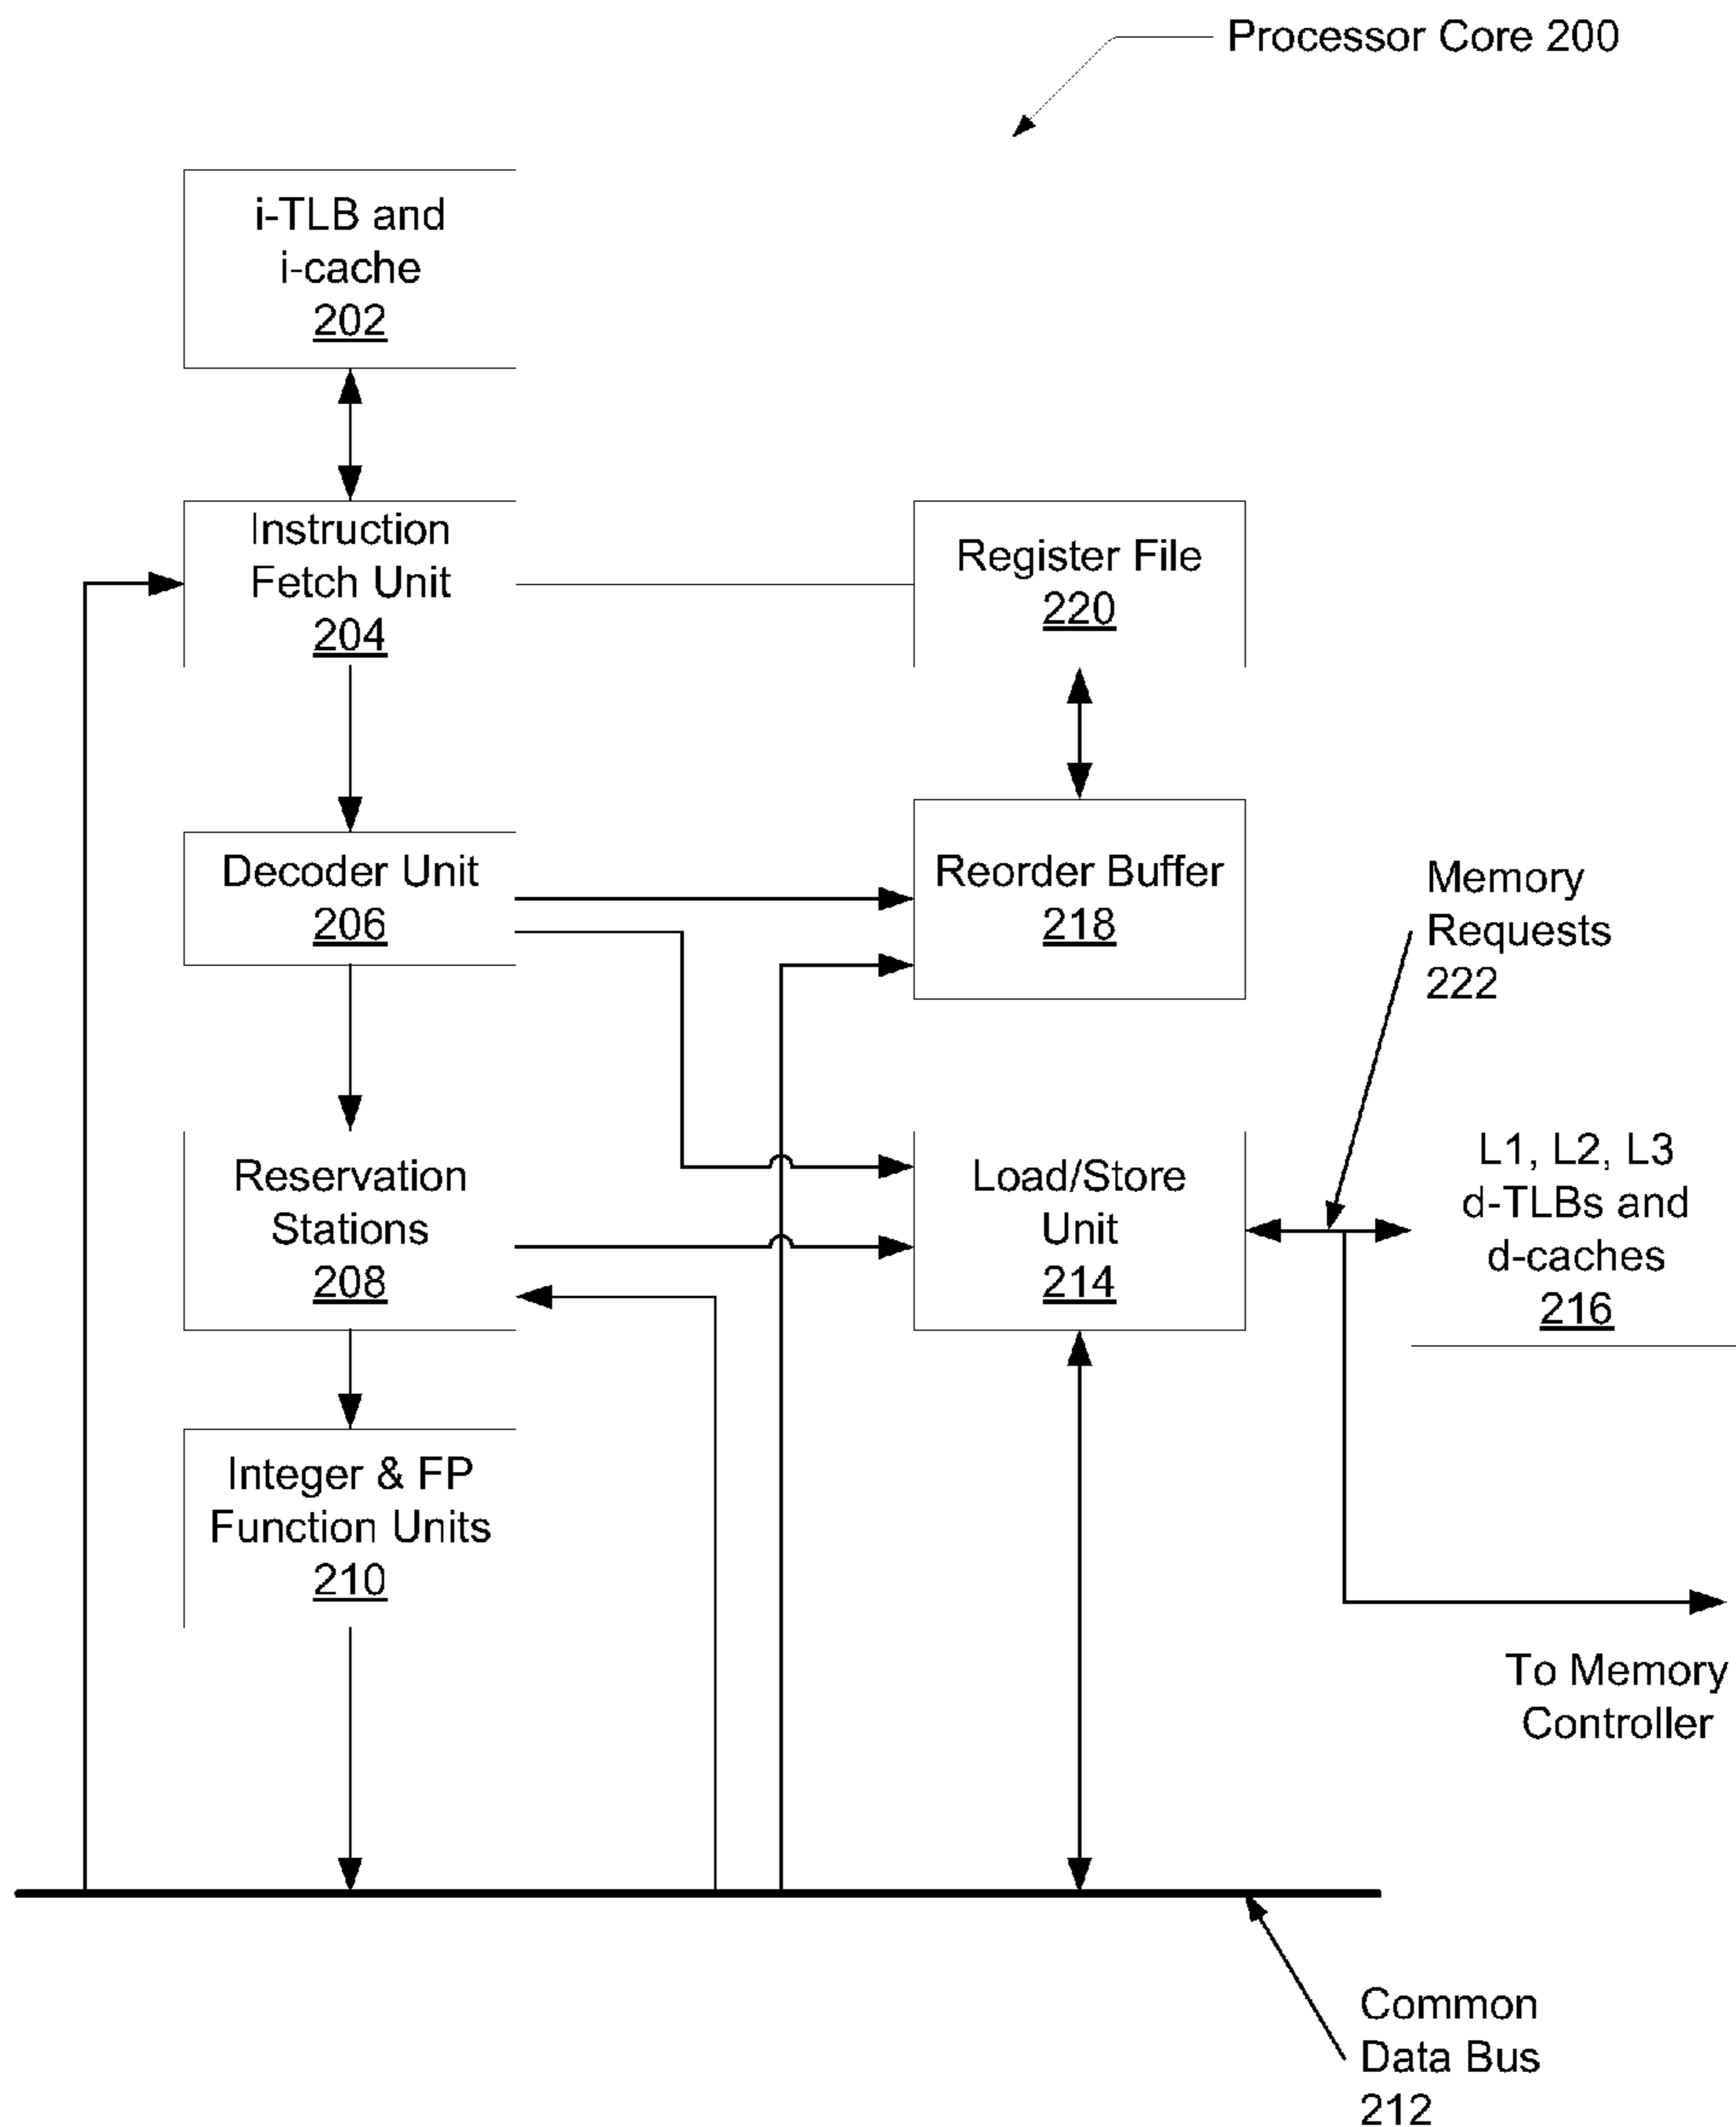 Processor Core 200
i-TLB and
i-cache
202
Instruction
Fetch Unit
204
Register File
220
Decoder Unit
206
Reorder Buffer
218
Memory
Requests
222
Reservation
Stations
208
Load/Store
Unit
214
L1, L2, L3
d-TLBs and
d-caches
216
Integer & FP
Function Units
210
To Memory
Controller
Common
Data Bus
212